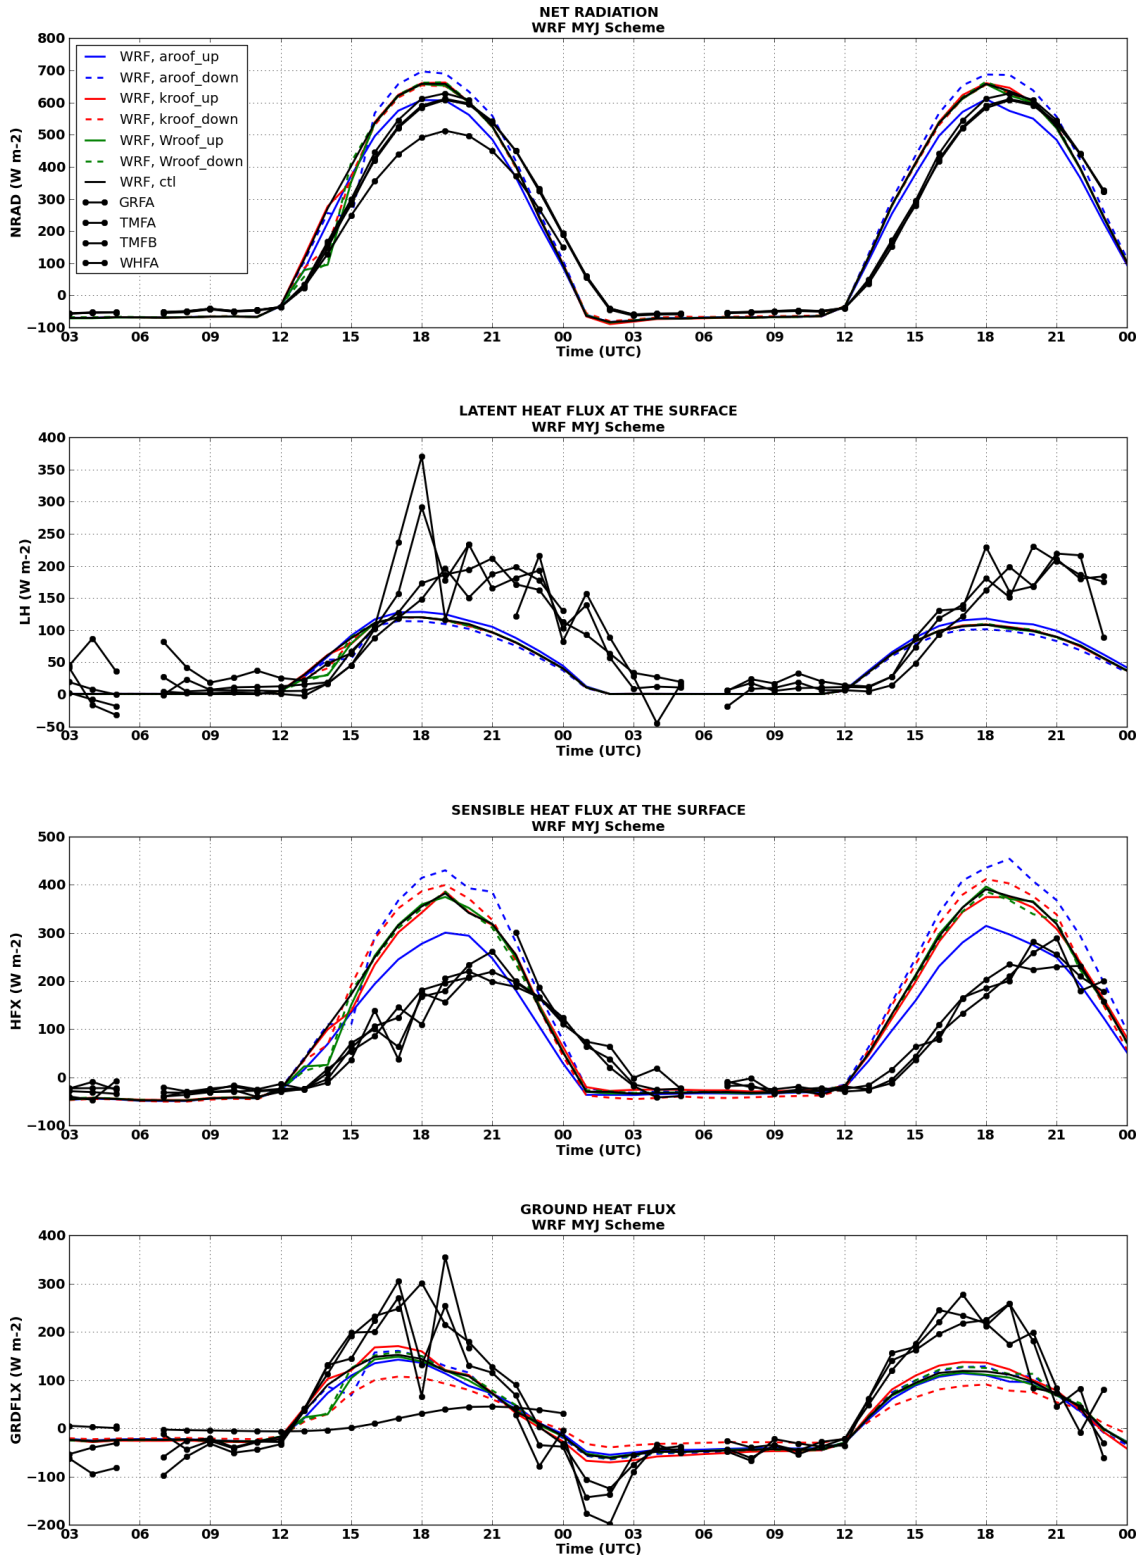 NET RADIATION
WRF MYJ Scheme
NRAD (W m-2)
800
700
600
500
400
300
200
100
0
−100
WRF, aroof_up
WRF, aroof_down
WRF, kroof_up
WRF, kroof_down
WRF, Wroof_up
WRF, Wroof_down
WRF, ctl
GRFA
TMFA
TMFB
WHFA
03 06 09 12 15 18 21 00 03 06 09 12 15 18 21 00
Time (UTC)
LATENT HEAT FLUX AT THE SURFACE
WRF MYJ Scheme
LH (W m-2)
400
350
300
250
200
150
100
50
0
−50
03 06 09 12 15 18 21 00 03 06 09 12 15 18 21 00
Time (UTC)
SENSIBLE HEAT FLUX AT THE SURFACE
WRF MYJ Scheme
HFX (W m-2)
500
400
300
200
100
0
−100
03 06 09 12 15 18 21 00 03 06 09 12 15 18 21 00
Time (UTC)
GROUND HEAT FLUX
WRF MYJ Scheme
GRDFLX (W m-2)
400
300
200
100
0
−100
−200
03 06 09 12 15 18 21 00 03 06 09 12 15 18 21 00
Time (UTC)